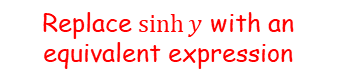 Replace sinh y with an
equivalent expression